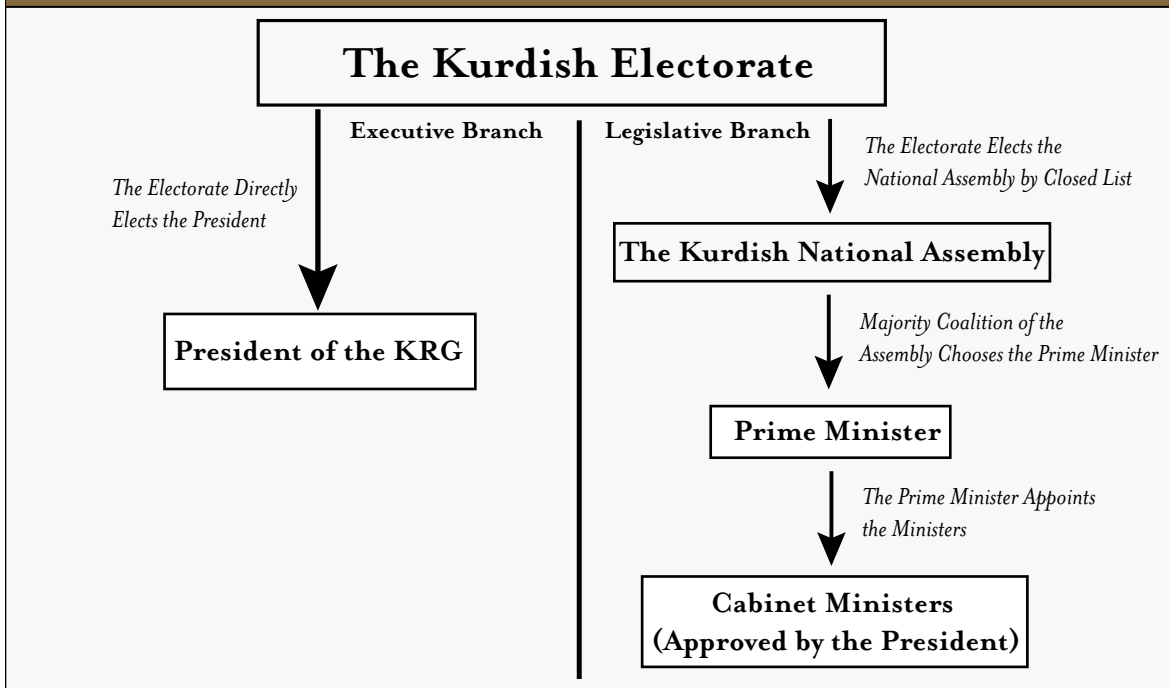 The Kurdish Electorate
Executive Branch
The Electorate Directly
Elects the President
President of the KRG
Legislative Branch
The Electorate Elects the
National Assembly by Closed List
The Kurdish National Assembly
Majority Coalition of the
Assembly Chooses the Prime Minister
Prime Minister
The Prime Minister Appoints
the Ministers
Cabinet Ministers
(Approved by the President)